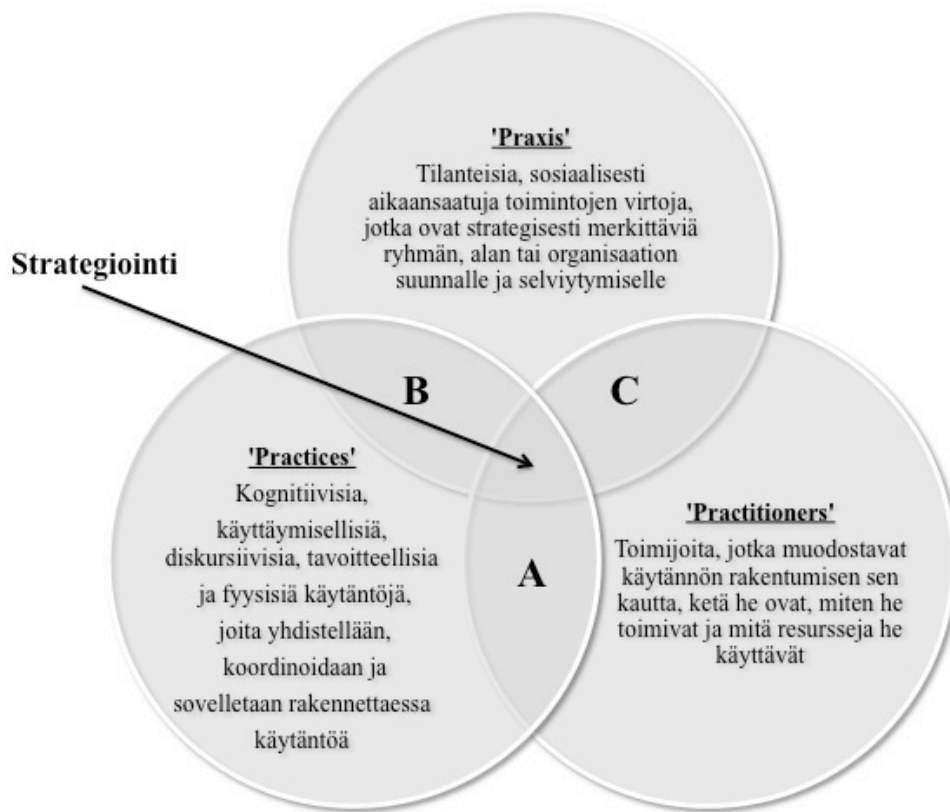 'Praxis'
Tilanteisia, sosiaalisesti
aikaansaatuja toimintojen virtoja,
jotka ovat strategisesti merkittäviä
ryhmän, alan tai organisaation
suunnalle ja selviytymiselle
Strategiointi
B
C
'Practices'
Kognitiivisia,
käyttäymisellisiä,
diskursiivisia, tavoitteellisia
ja fyysisiä käytäntöjä,
joita yhdistellään,
koordinoidaan ja
sovelletaan rakennettaessa
käytäntöä
A
'Practitioners'
Toimijoita, jotka muodostavat
käytännön rakentumisen sen
kautta, ketä he ovat, miten he
toimivat ja mitä resursseja he
käyttävät